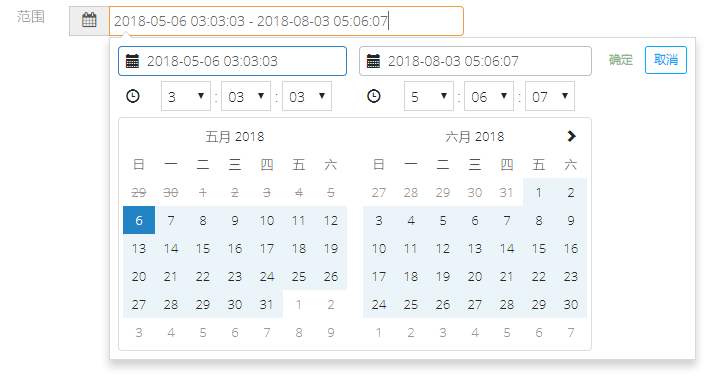 范围 2018-05-06 03:03:03 - 2018-08-03 05:06:07
2018-05-06 03:03:03 2018-08-03 05:06:07 确定 取消
3 : 03 : 03 5 : 06 : 07
五月 2018 六月 2018
日 一 二 三 四 五 六 日 一 二 三 四 五 六
29 30 1 2 3 4 5 27 28 29 30 31 1 2
6 7 8 9 10 11 12 3 4 5 6 7 8 9
13 14 15 16 17 18 19 10 11 12 13 14 15 16
20 21 22 23 24 25 26 17 18 19 20 21 22 23
27 28 29 30 31 1 2 24 25 26 27 28 29 30
3 4 5 6 7 8 9 1 2 3 4 5 6 7